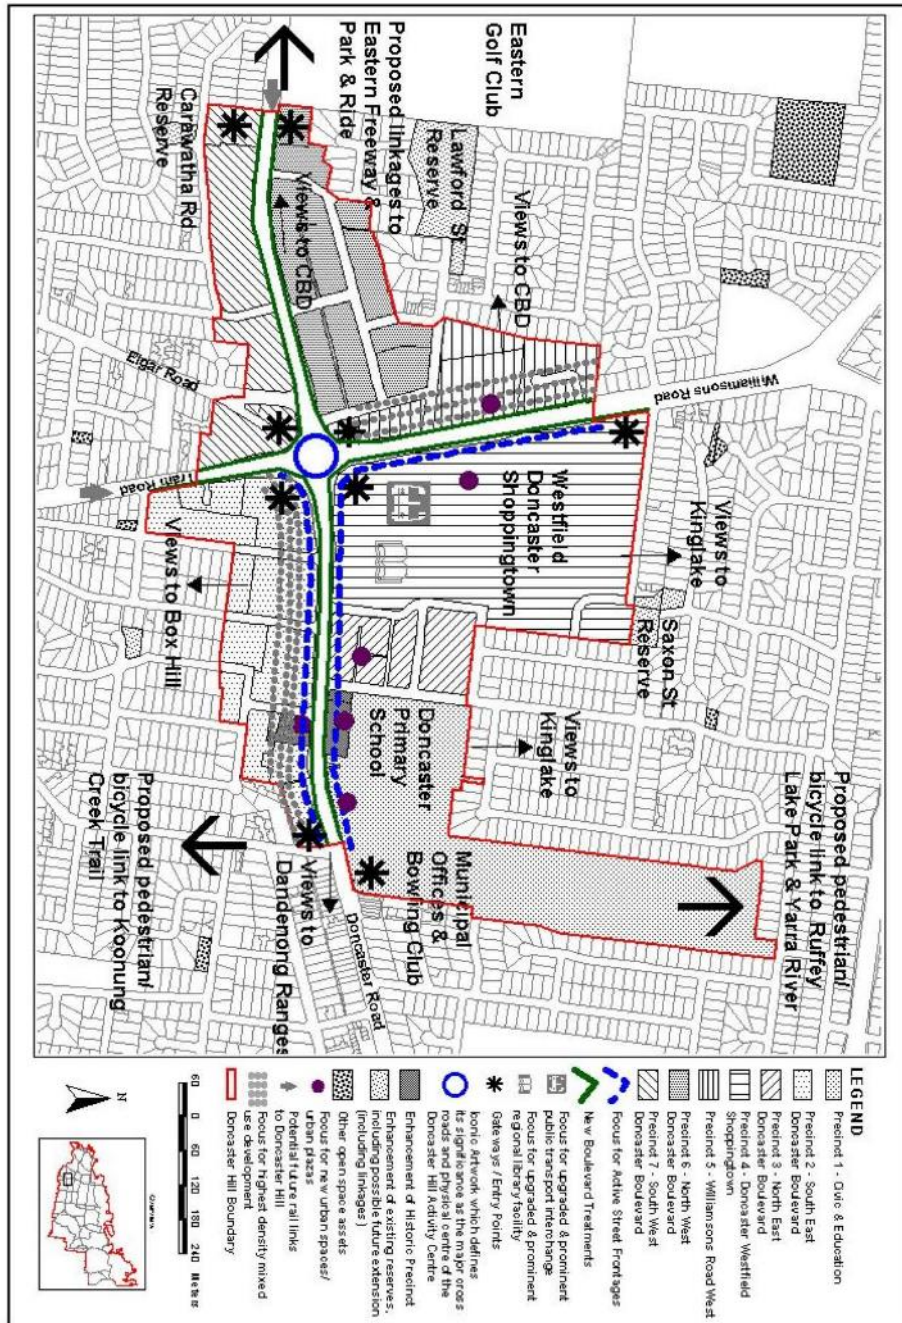 Eastern
Golf Club
Proposed linkages to
Eastern Freeway &
Park & Ride
Lawford St
Reserve
Carawatha Rd
Reserve
Views to CBD
Views to CBD
Elgar Road
Williamsons Road
Tram Road
Westfield
Doncaster
Shoppingtown
Views to
Kinglake
Saxon St
Reserve
Views to Box Hill
Doncaster
Primary
School
Views to
Kinglake
Municipal
Offices &
Bowling Club
Views to
Dandenong Ranges
Doncaster Road
Proposed pedestrian/
bicycle link to Ruffey
Lake Park & Yarra River
Proposed pedestrian/
bicycle link to Koonung
Creek Trail
LEGEND
Precinct 1 - Civic & Education
Precinct 2 - South East
Doncaster Boulevard
Precinct 3 - North East
Doncaster Boulevard
Precinct 4 - Doncaster Westfield
Shoppingtown
Precinct 5 - Williamsons Road West
Precinct 6 - North West
Doncaster Boulevard
Precinct 7 - South West
Doncaster Boulevard
Focus for Active Street Frontages
New Boulevard Treatments
Focus for upgraded & prominent
public transport interchange
Focus for upgraded & prominent
regional library facility
Gateways / Entry Points
Iconic Artwork which defines
its significance as the major cross
roads and physical centre of the
Doncaster Hill Activity Centre
Enhancement of Historic Precinct
Enhancement of existing reserves,
including possible future extension
(including linkages)
Other open space assets
Focus for new urban spaces/
urban plazas
Potential future rail links
to Doncaster Hill
Focus for highest density mixed
use development
Doncaster Hill Boundary
60 0 60 120 180 240 Meters
N